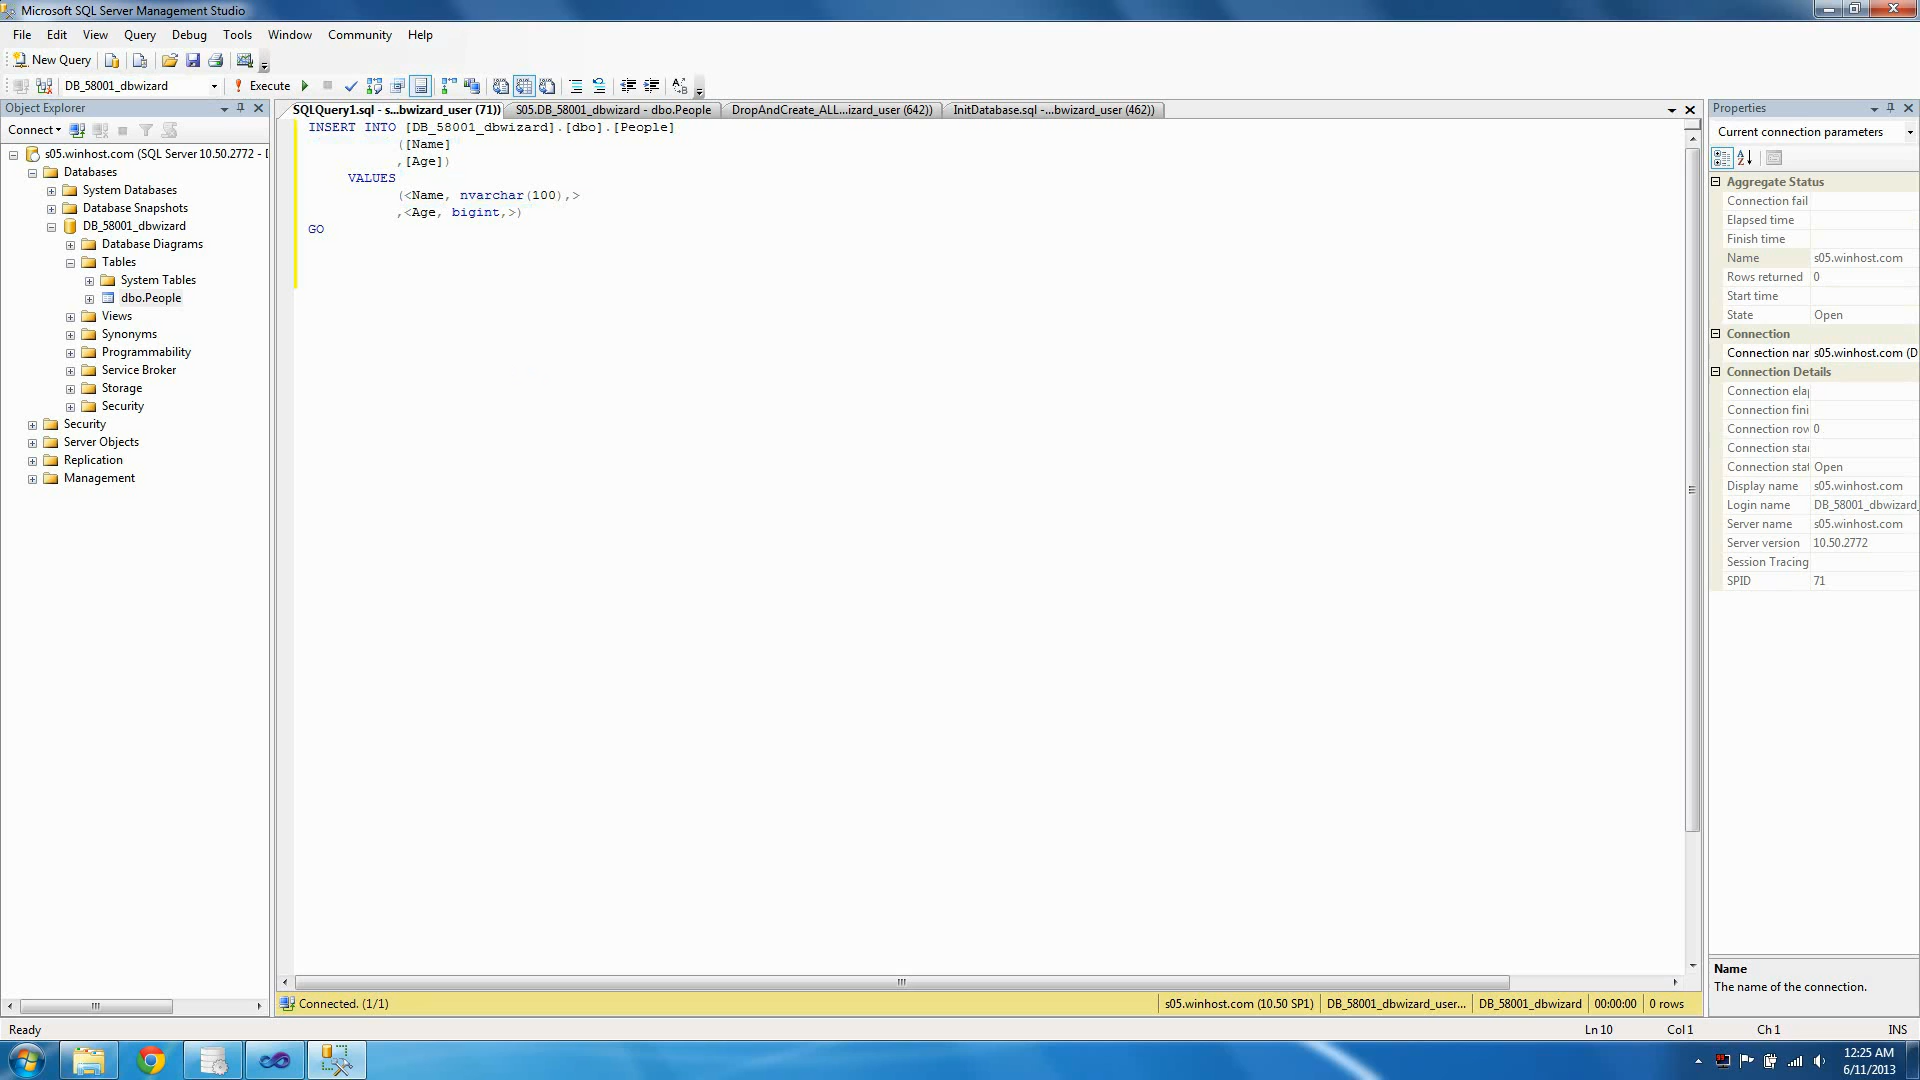 Microsoft SQL Server Management Studio
File Edit View Query Debug Tools Window Community Help
New Query
DB_58001_dbwizard Execute
Object Explorer
Connect
s05.winhost.com (SQL Server 10.50.2772 - D
Databases
System Databases
Database Snapshots
DB_58001_dbwizard
Database Diagrams
Tables
System Tables
dbo.People
Views
Synonyms
Programmability
Service Broker
Storage
Security
Security
Server Objects
Replication
Management
SQLQuery1.sql - s...bwizard_user (71)) S05.DB_58001_dbwizard - dbo.People DropAndCreate_ALL...izard_user (642)) InitDatabase.sql -...bwizard_user (462))
INSERT INTO [DB_58001_dbwizard].[dbo].[People]
([Name]
,[Age])
VALUES
(<Name, nvarchar(100),>
,<Age, bigint,>)
GO
Properties
Current connection parameters
Aggregate Status
Connection fail
Elapsed time
Finish time
Name s05.winhost.com
Rows returned 0
Start time
State Open
Connection
Connection nar s05.winhost.com (D
Connection Details
Connection ela
Connection fini
Connection row 0
Connection star
Connection stat Open
Display name s05.winhost.com
Login name DB_58001_dbwizard_
Server name s05.winhost.com
Server version 10.50.2772
Session Tracing
SPID 71
Name
The name of the connection.
Connected. (1/1) s05.winhost.com (10.50 SP1) DB_58001_dbwizard_user... DB_58001_dbwizard 00:00:00 0 rows
Ready Ln 10 Col 1 Ch 1 INS
12:25 AM
6/11/2013